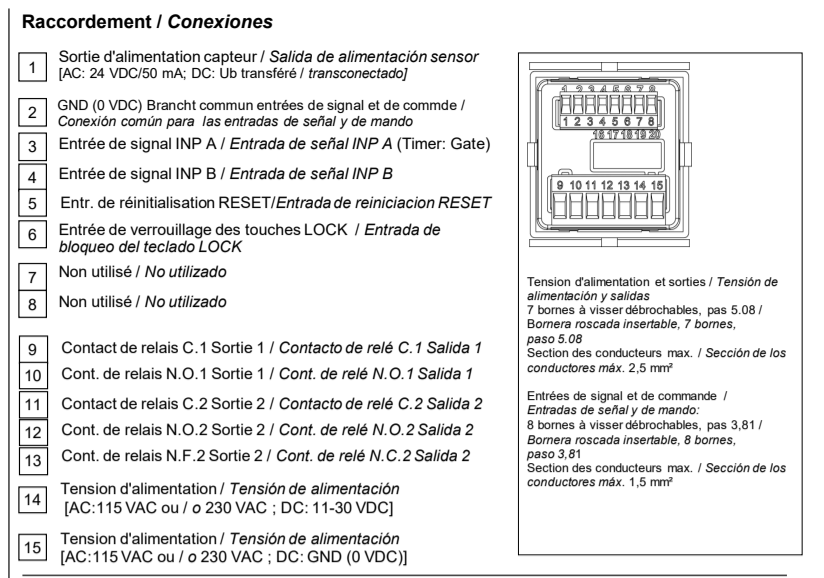 Raccordement / Conexiones
1 Sortie d'alimentation capteur / Salida de alimentación sensor
[AC: 24 VDC/50 mA; DC: Ub transféré / transconectado]
2 GND (0 VDC) Brancht commun entrées de signal et de commde /
Conexión común para las entradas de señal y de mando
3 Entrée de signal INP A / Entrada de señal INP A (Timer: Gate)
4 Entrée de signal INP B / Entrada de señal INP B
5 Entr. de réinitialisation RESET/Entrada de reiniciacion RESET
6 Entrée de verrouillage des touches LOCK / Entrada de
bloqueo del teclado LOCK
7 Non utilisé / No utilizado
8 Non utilisé / No utilizado
9 Contact de relais C.1 Sortie 1 / Contacto de relé C.1 Salida 1
10 Cont. de relais N.O.1 Sortie 1 / Cont. de relé N.O.1 Salida 1
11 Contact de relais C.2 Sortie 2 / Contacto de relé C.2 Salida 2
12 Cont. de relais N.O.2 Sortie 2 / Cont. de relé N.O.2 Salida 2
13 Cont. de relais N.F.2 Sortie 2 / Cont. de relé N.C.2 Salida 2
14 Tension d'alimentation / Tensión de alimentación
[AC:115 VAC ou / o 230 VAC ; DC: 11-30 VDC]
15 Tension d'alimentation / Tensión de alimentación
[AC:115 VAC ou / o 230 VAC ; DC: GND (0 VDC)]
1 2 3 4 5 6 7 8
1 2 3 4 5 6 7 8
16 17 18 19 20
9 10 11 12 13 14 15
Tension d'alimentation et sorties / Tensión de
alimentación y salidas
7 bornes à visser débrochables, pas 5.08 /
Bornera roscada insertable, 7 bornes,
paso 5.08
Section des conducteurs max. / Sección de los
conductores máx. 2,5 mm²
Entrées de signal et de commande /
Entradas de señal y de mando:
8 bornes à visser débrochables, pas 3,81 /
Bornera roscada insertable, 8 bornes,
paso 3,81
Section des conducteurs max. / Sección de los
conductores máx. 1,5 mm²